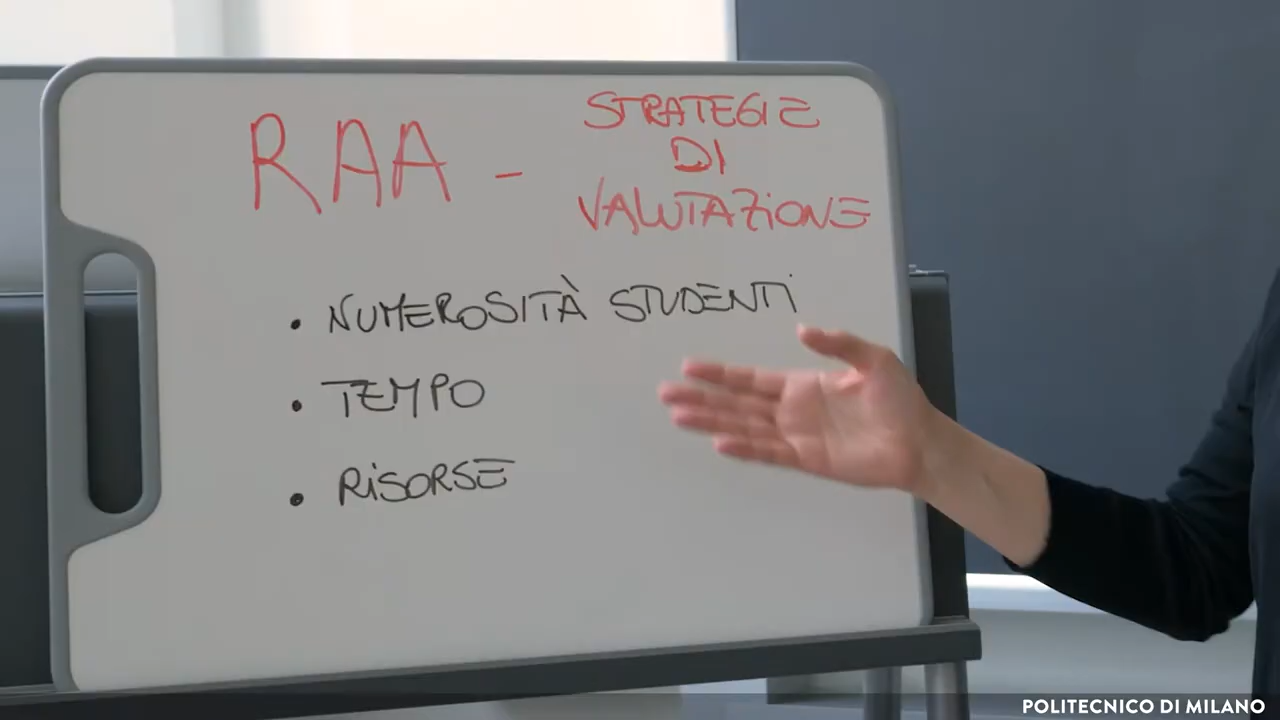 RAA - STRATEGIE
DI
VALUTAZIONE
• NUMEROSITÀ STUDENTI
• TEMPO
• RISORSE
POLITECNICO DI MILANO